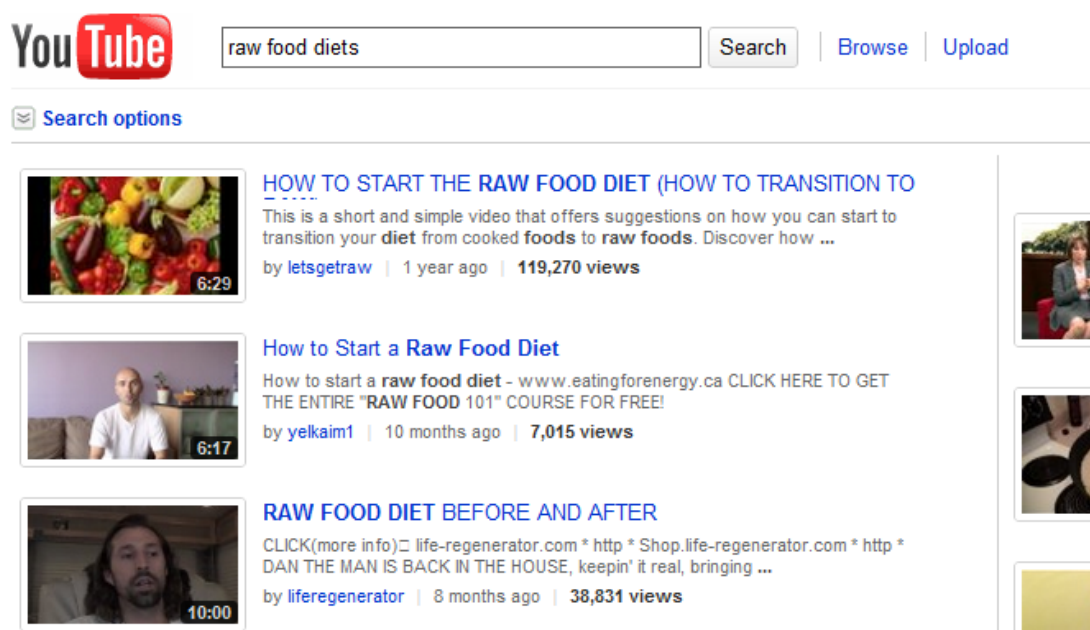 You Tube
raw food diets
Search
Browse
Upload
Search options
HOW TO START THE RAW FOOD DIET (HOW TO TRANSITION TO
This is a short and simple video that offers suggestions on how you can start to
transition your diet from cooked foods to raw foods. Discover how ...
by letsgetraw | 1 year ago | 119,270 views
6:29
How to Start a Raw Food Diet
How to start a raw food diet - www.eatingforenergy.ca CLICK HERE TO GET
THE ENTIRE "RAW FOOD 101" COURSE FOR FREE!
by yelkaim1 | 10 months ago | 7,015 views
6:17
RAW FOOD DIET BEFORE AND AFTER
CLICK(more info)□ life-regenerator.com * http * Shop.life-regenerator.com * http *
DAN THE MAN IS BACK IN THE HOUSE, keepin' it real, bringing ...
by liferegenerator | 8 months ago | 38,831 views
10:00